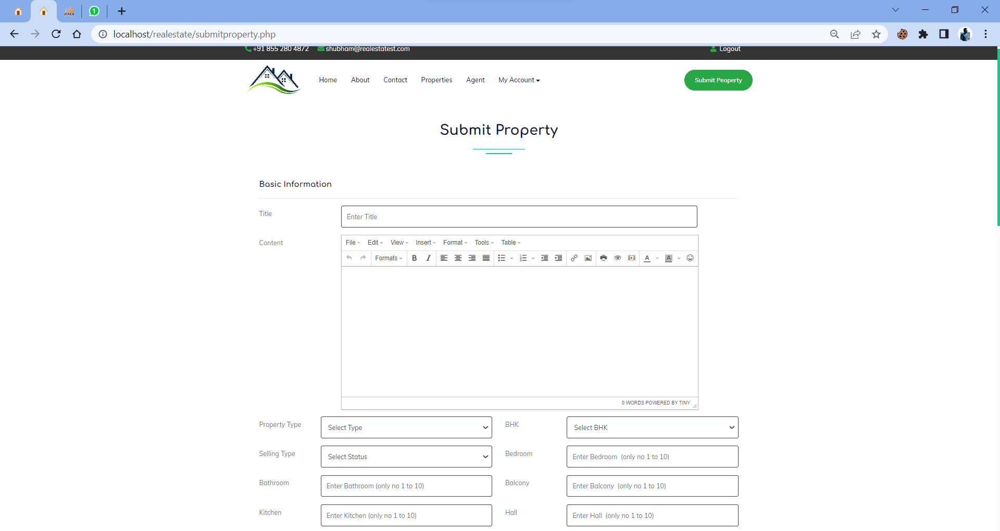 1
PMA
localhost/realestate/submitproperty.php
+91 855 280 4872 shubham@realestatest.com Logout
Home About Contact Properties Agent My Account Submit Peoperty
Submit Property
Basic Information
Title Enter Title
Content File Edit View Insert Format Tools Table
Formats B I A A
0 WORDS POWERED BY TINY
Property Type Select Type BHK Select BHK
Selling Type Select Status Bedroom Enter Bedroom (only no 1 to 10)
Bathroom Enter Bathroom (only no 1 to 10) Balcony Enter Balcony (only no 1 to 10)
Kitchen Enter Kitchen (only no 1 to 10) Hall Enter Hall (only no 1 to 10)